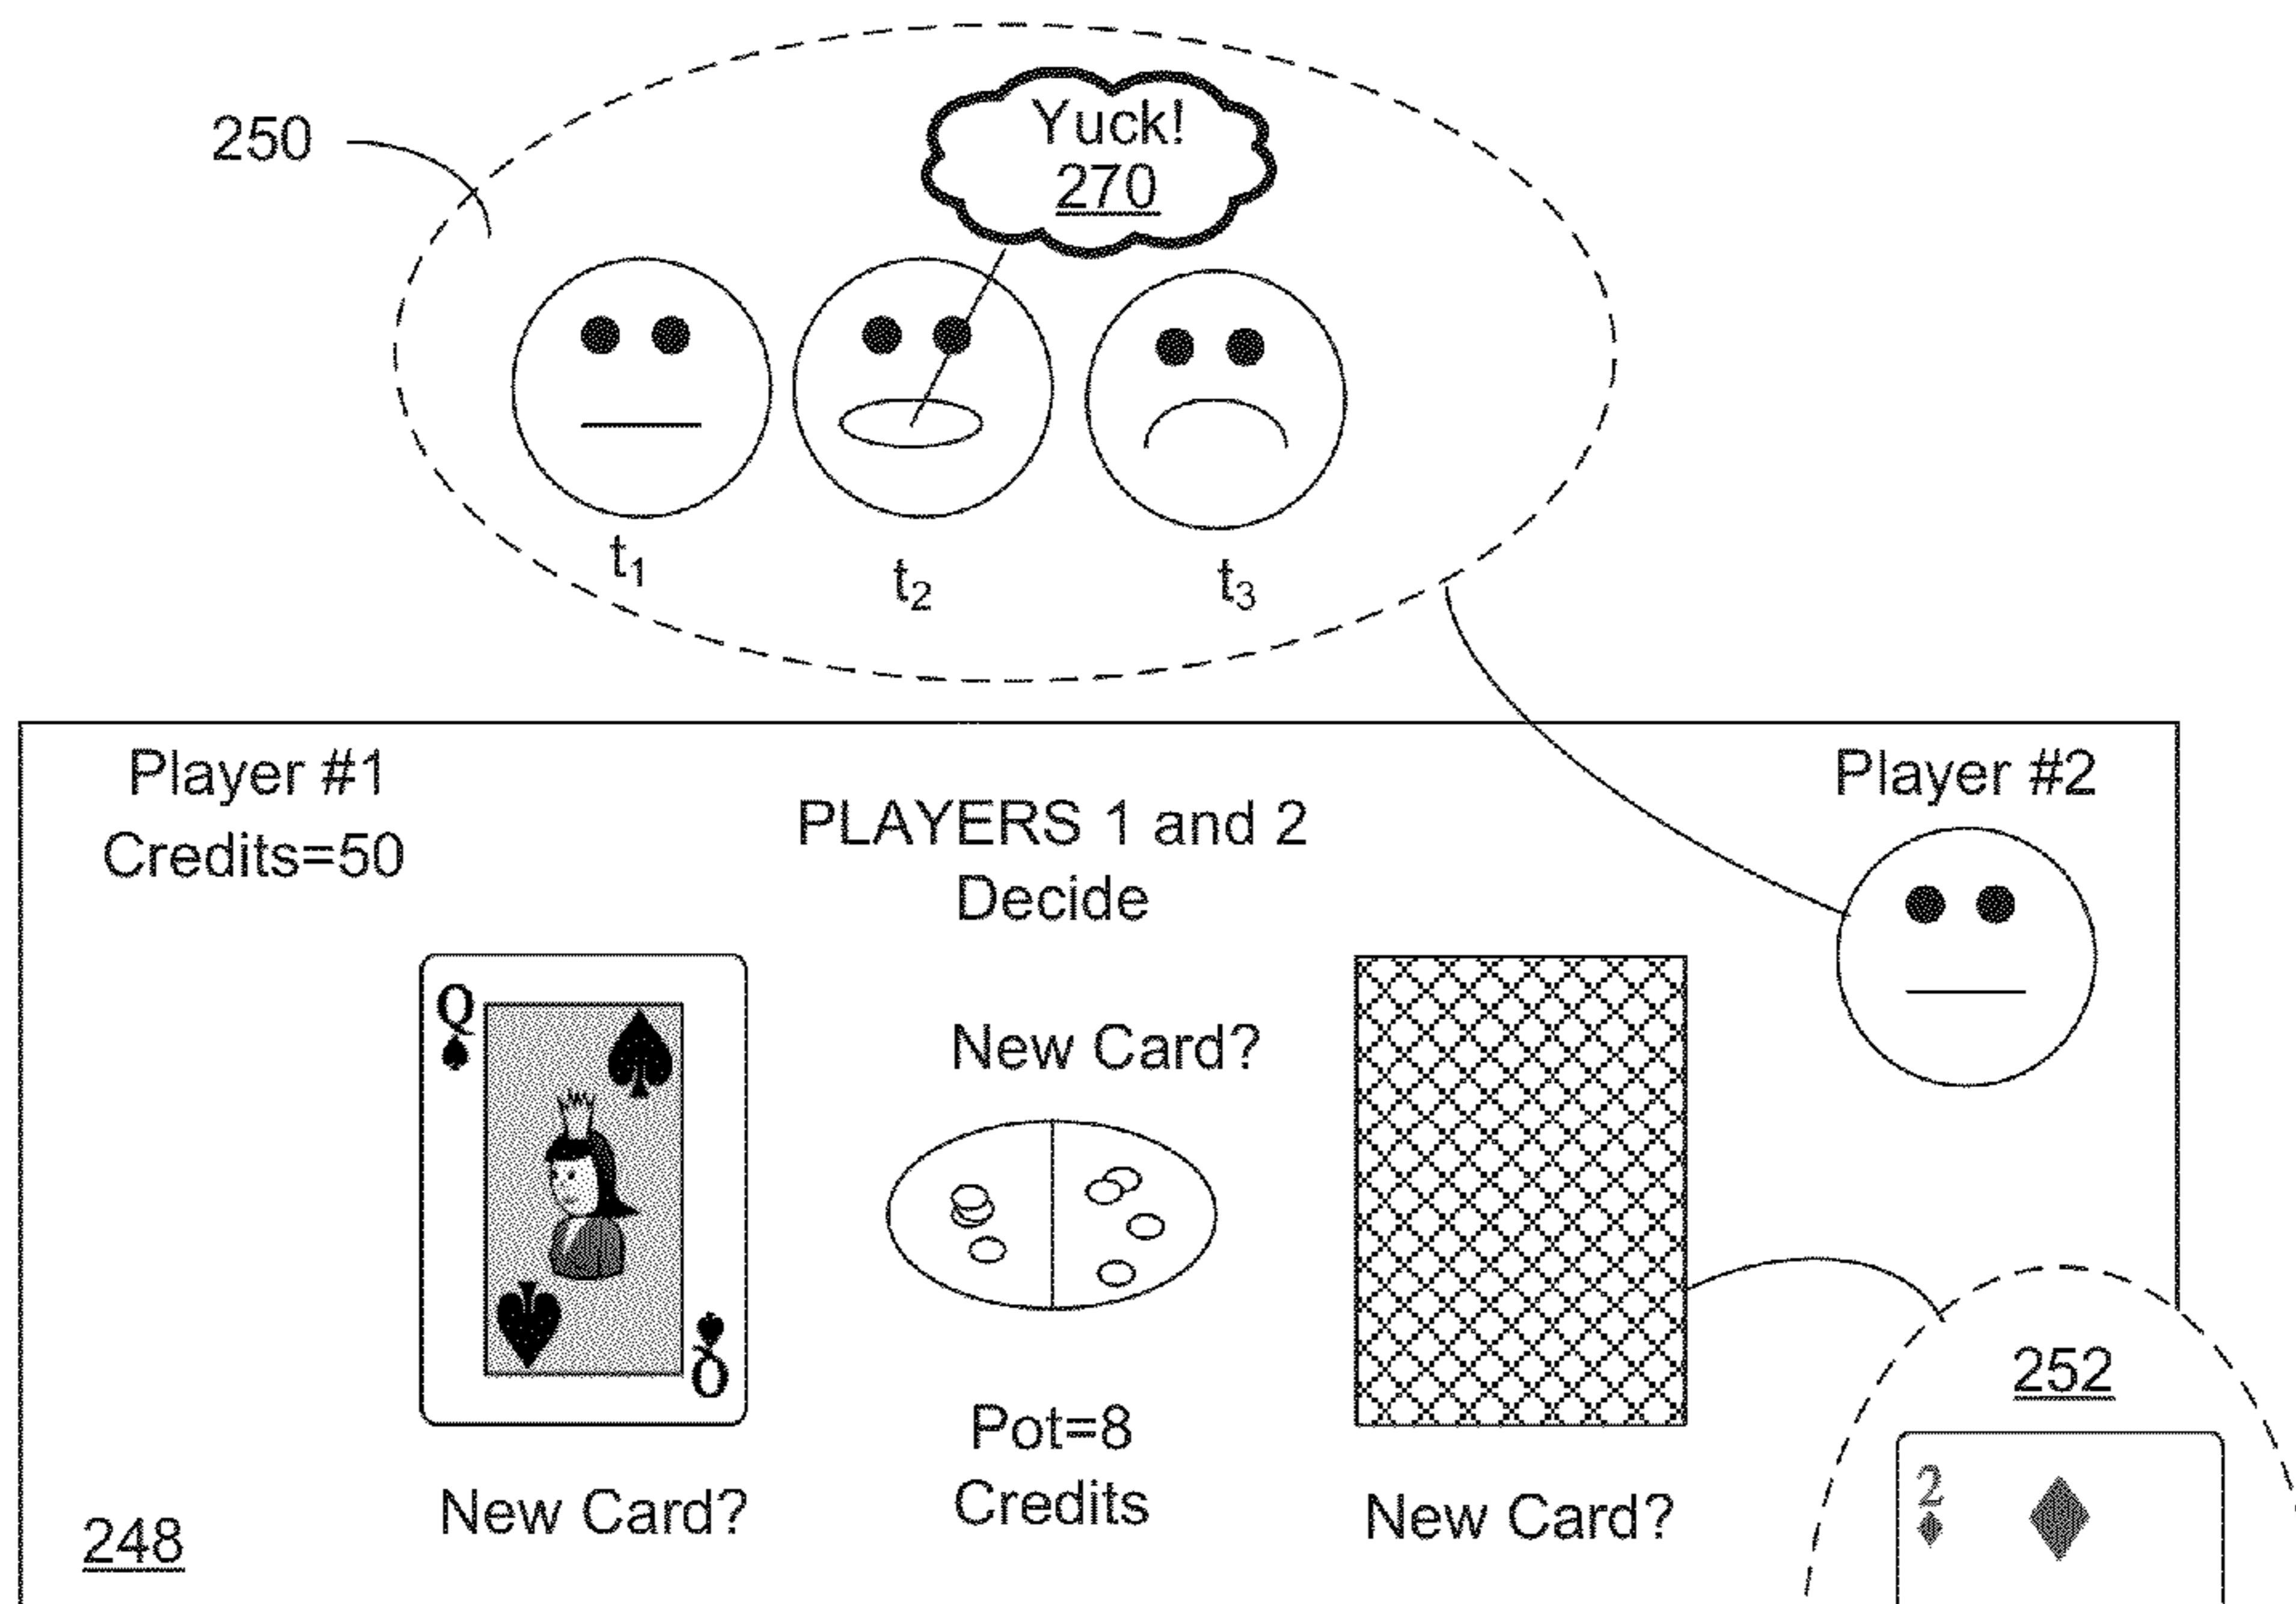 250
Yuck!
270
t1
t2
t3
Player #1
Credits=50
PLAYERS 1 and 2
Decide
Player #2
Q
New Card?
Q
252
Pot=8
Credits
New Card?
New Card?
2
248